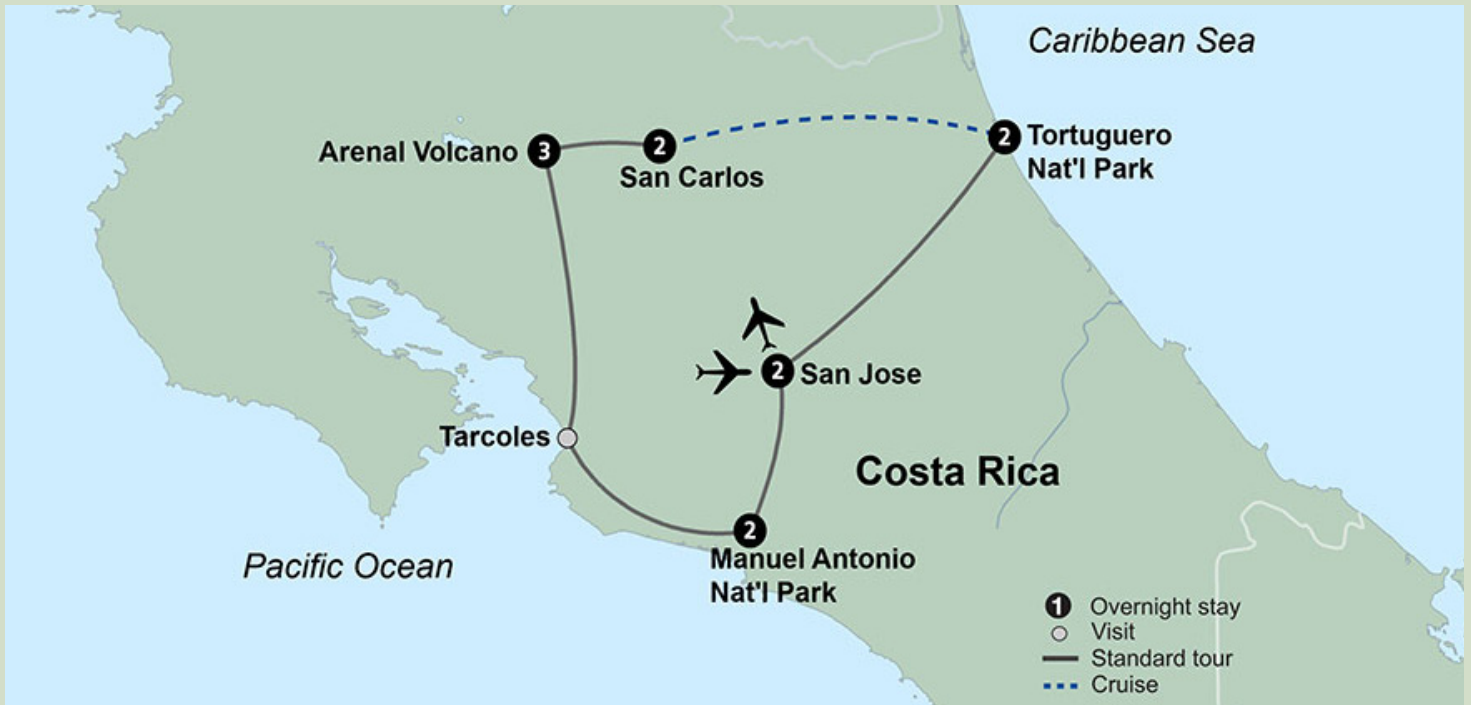 Caribbean Sea
Arenal Volcano 3
2
San Carlos
2 Tortuguero
Nat'l Park
2 San Jose
Tarcoles
Costa Rica
2
Manuel Antonio
Nat'l Park
Pacific Ocean
1 Overnight stay
Visit
Standard tour
Cruise